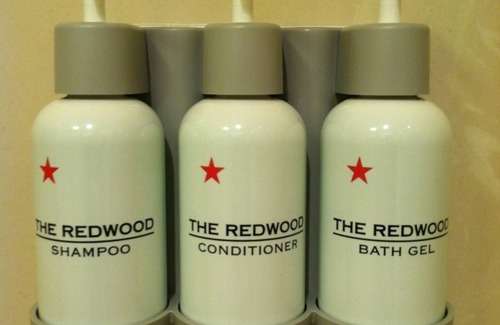 THE REDWOOD
SHAMPOO
THE REDWOOD
CONDITIONER
THE REDWOOD
BATH GEL